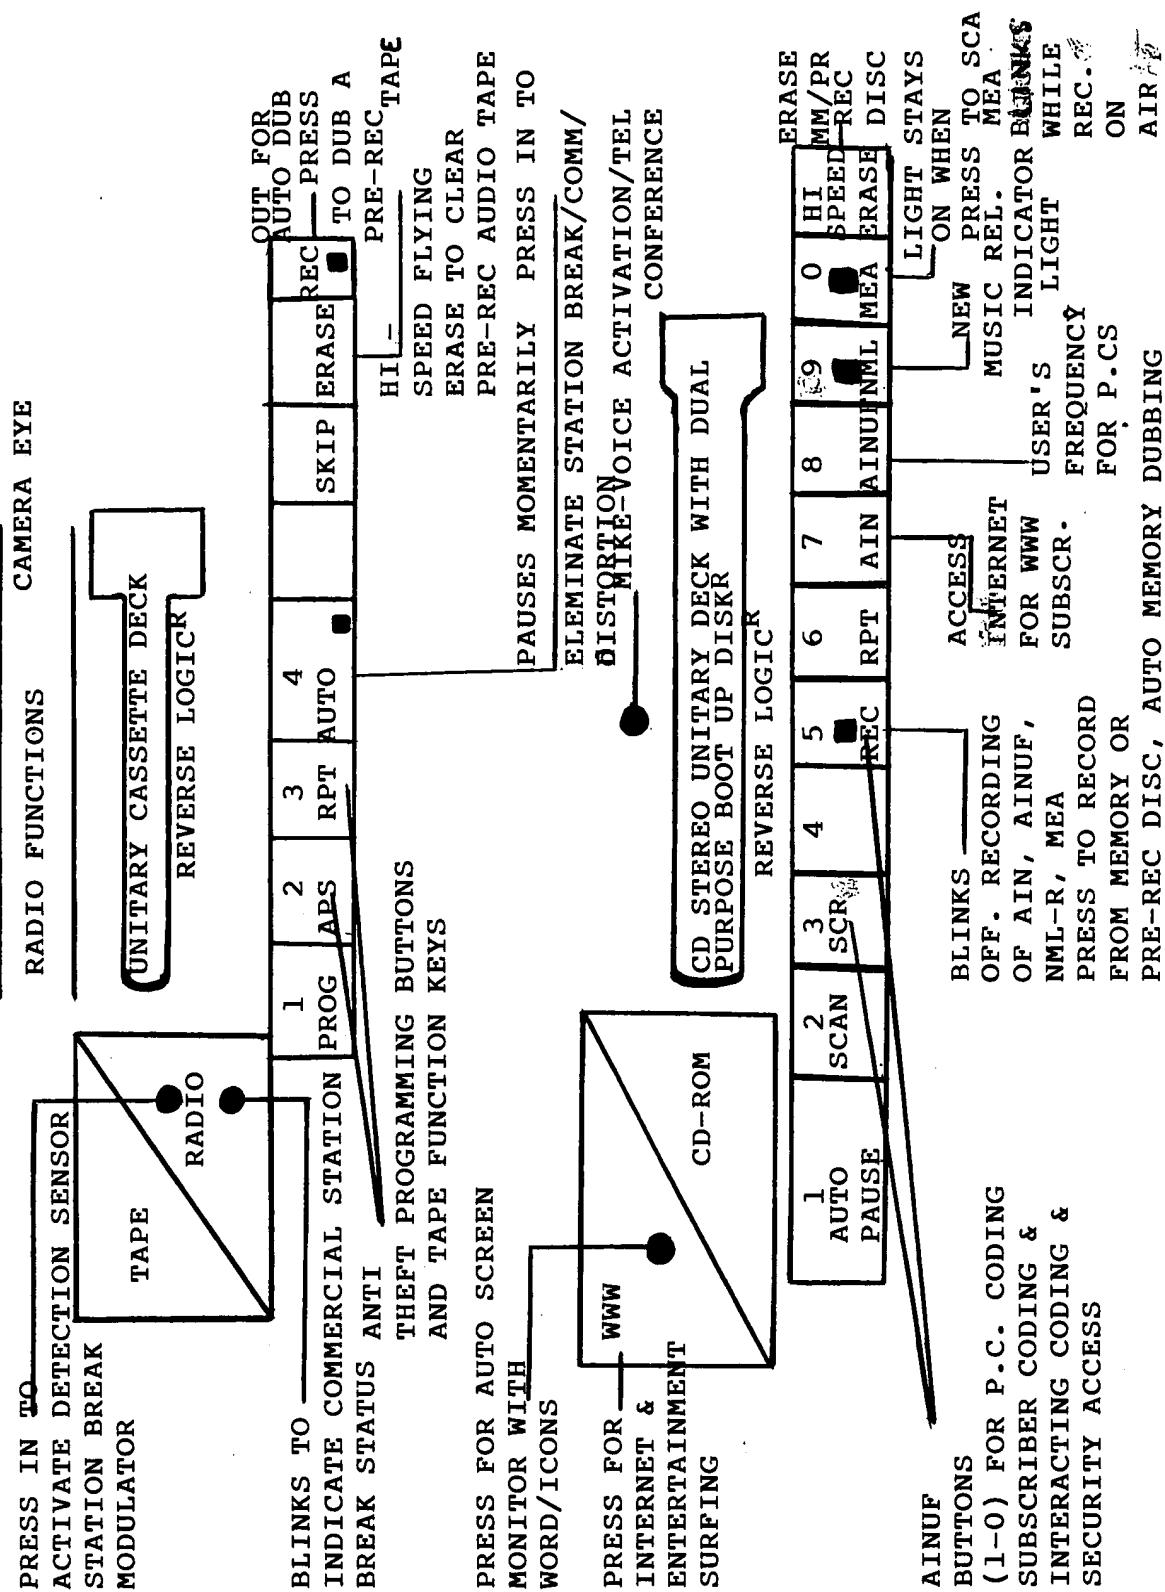 CAMERA EYE
RADIO FUNCTIONS
PRESS IN TO
ACTIVATE DETECTION SENSOR
STATION BREAK
MODULATOR
TAPE
RADIO
UNITARY CASSETTE DECK
REVERSE LOGICR
BLINKS TO
INDICATE COMMERCIAL STATION
BREAK STATUS
1
PROG
2
APS
3
RPT
4
AUTO
SKIP
ERASE
REC
OUT FOR
AUTO DUB
PRESS
TO DUB A
PRE-REC TAPE
ANTI
THEFT PROGRAMING BUTTONS
AND TAPE FUNCTION KEYS
HI-
SPEED FLYING
ERASE TO CLEAR
PRE-REC AUDIO TAPE
PAUSES MOMENTARILY PRESS IN TO
ELEMINATE STATION BREAK/COMM/
DISTORTION
MIKE-VOICE ACTIVATION/TEL
CONFERENCE
PRESS FOR AUTO SCREEN
MONITOR WITH
WORD/ICONS
PRESS FOR
INTERNET &
ENTERTAINMENT
SURFING
WWW
CD-ROM
CD STEREO UNITARY DECK WITH DUAL
PURPOSE BOOT UP DISKR
REVERSE LOGICR
1
AUTO
PAUSE
2
SCAN
3
SCR
4
5
REC
6
RPT
7
AIN
8
AINUF
9
NML
0
MEA
HI
SPEED
ERASE
ERASE
MM/PR
REC
DISC
LIGHT STAYS
ON WHEN
PRESS TO SCA
MEA
NEW
MUSIC REL.
INDICATOR
LIGHT
BLINKS
WHILE
REC.
ON
AIR
USER'S
FREQUENCY
FOR P.CS
ACCESS
INTERNET
FOR WWW
SUBSCR.
BLINKS
OFF. RECORDING
OF AIN, AINUF,
NML-R, MEA
PRESS TO RECORD
FROM MEMORY OR
PRE-REC DISC, AUTO MEMORY DUBBING
AINUF
BUTTONS
(1-0) FOR P.C. CODING
SUBSCRIBER CODING &
INTERACTING CODING &
SECURITY ACCESS